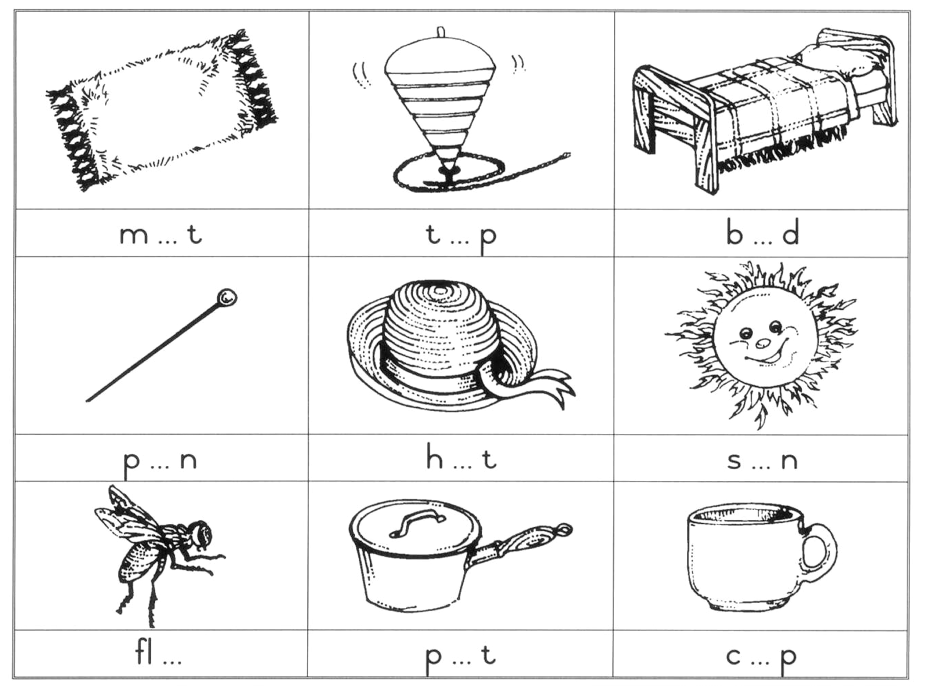 m ... t
t ... p
b ... d
p ... n
h ... t
s ... n
fl ...
p ... t
c ... p